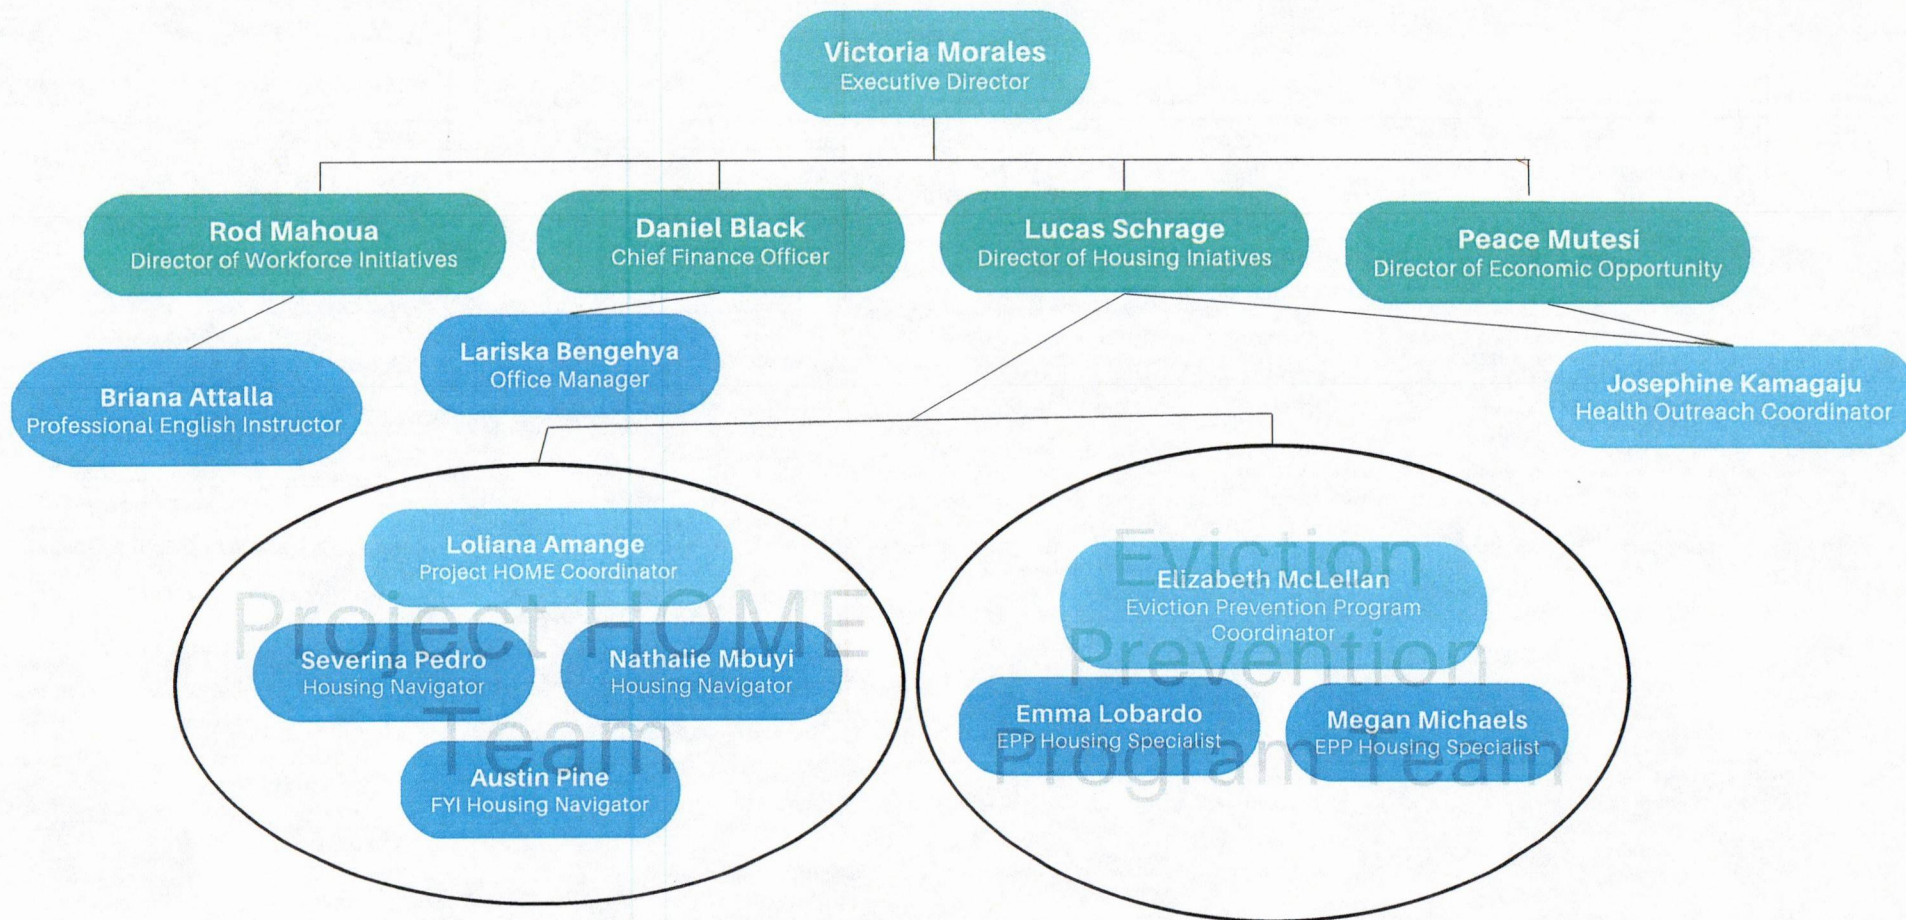 Victoria Morales
Executive Director
Rod Mahoua
Director of Workforce Initiatives
Daniel Black
Chief Finance Officer
Lucas Schrage
Director of Housing Iniatives
Peace Mutesi
Director of Economic Opportunity
Briana Attalla
Professional English Instructor
Lariska Bengehya
Office Manager
Josephine Kamagaju
Health Outreach Coordinator
Project HOME
Team
Loliana Amange
Project HOME Coordinator
Severina Pedro
Housing Navigator
Nathalie Mbuyi
Housing Navigator
Austin Pine
FYI Housing Navigator
Eviction
Prevention
Program Team
Elizabeth McLellan
Eviction Prevention Program
Coordinator
Emma Lobardo
EPP Housing Specialist
Megan Michaels
EPP Housing Specialist